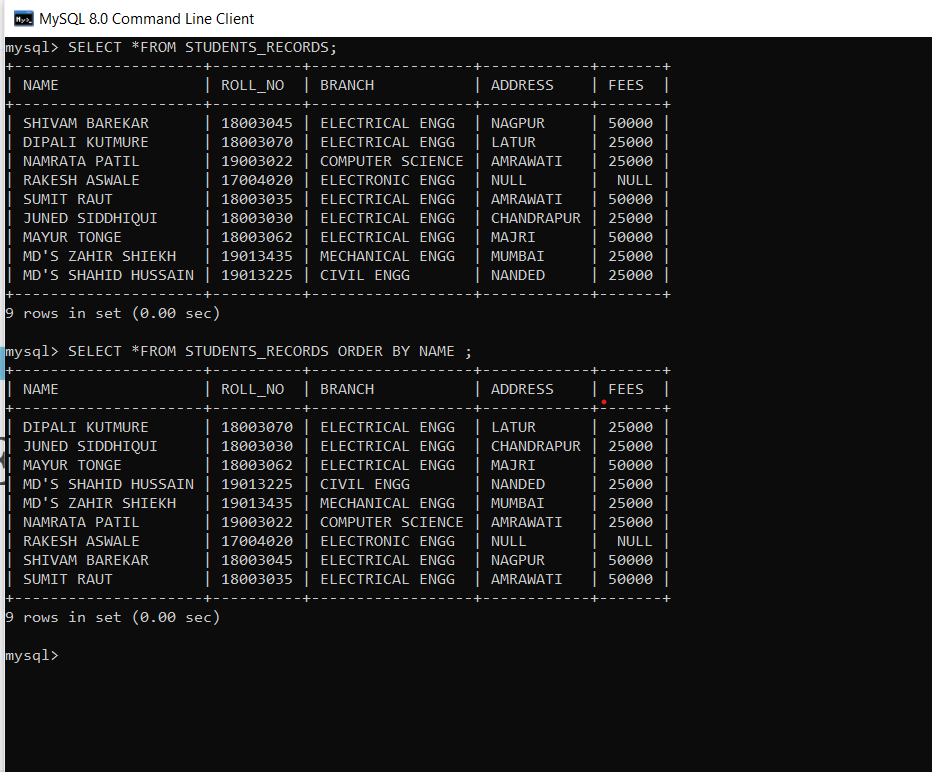 MySQL 8.0 Command Line Client
mysql> SELECT *FROM STUDENTS_RECORDS;
+---------------------+----------+------------------+------------+-------+
| NAME                | ROLL_NO  | BRANCH           | ADDRESS    | FEES  |
+---------------------+----------+------------------+------------+-------+
| SHIVAM BAREKAR      | 18003045 | ELECTRICAL ENGG  | NAGPUR     | 50000 |
| DIPALI KUTMURE      | 18003070 | ELECTRICAL ENGG  | LATUR      | 25000 |
| NAMRATA PATIL       | 19003022 | COMPUTER SCIENCE | AMRAWATI   | 25000 |
| RAKESH ASWALE       | 17004020 | ELECTRONIC ENGG  | NULL       |  NULL |
| SUMIT RAUT          | 18003035 | ELECTRICAL ENGG  | AMRAWATI   | 50000 |
| JUNED SIDDHIQUI     | 18003030 | ELECTRICAL ENGG  | CHANDRAPUR | 25000 |
| MAYUR TONGE         | 18003062 | ELECTRICAL ENGG  | MAJRI      | 50000 |
| MD'S ZAHIR SHIEKH   | 19013435 | MECHANICAL ENGG  | MUMBAI     | 25000 |
| MD'S SHAHID HUSSAIN | 19013225 | CIVIL ENGG       | NANDED     | 25000 |
+---------------------+----------+------------------+------------+-------+
9 rows in set (0.00 sec)
mysql> SELECT *FROM STUDENTS_RECORDS ORDER BY NAME ;
+---------------------+----------+------------------+------------+-------+
| NAME                | ROLL_NO  | BRANCH           | ADDRESS    | FEES  |
+---------------------+----------+------------------+------------+-------+
| DIPALI KUTMURE      | 18003070 | ELECTRICAL ENGG  | LATUR      | 25000 |
| JUNED SIDDHIQUI     | 18003030 | ELECTRICAL ENGG  | CHANDRAPUR | 25000 |
| MAYUR TONGE         | 18003062 | ELECTRICAL ENGG  | MAJRI      | 50000 |
| MD'S SHAHID HUSSAIN | 19013225 | CIVIL ENGG       | NANDED     | 25000 |
| MD'S ZAHIR SHIEKH   | 19013435 | MECHANICAL ENGG  | MUMBAI     | 25000 |
| NAMRATA PATIL       | 19003022 | COMPUTER SCIENCE | AMRAWATI   | 25000 |
| RAKESH ASWALE       | 17004020 | ELECTRONIC ENGG  | NULL       |  NULL |
| SHIVAM BAREKAR      | 18003045 | ELECTRICAL ENGG  | NAGPUR     | 50000 |
| SUMIT RAUT          | 18003035 | ELECTRICAL ENGG  | AMRAWATI   | 50000 |
+---------------------+----------+------------------+------------+-------+
9 rows in set (0.00 sec)
mysql>